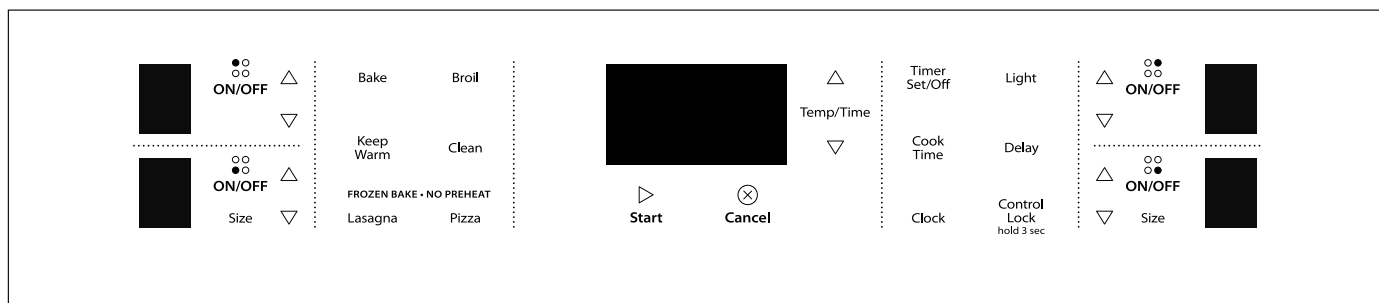 ON/OFF
ON/OFF
Size
Bake
Broil
Keep
Warm
Clean
FROZEN BAKE • NO PREHEAT
Lasagna
Pizza
Start
Cancel
Temp/Time
Timer
Set/Off
Light
Cook
Time
Delay
Clock
Control
Lock
hold 3 sec
ON/OFF
ON/OFF
Size